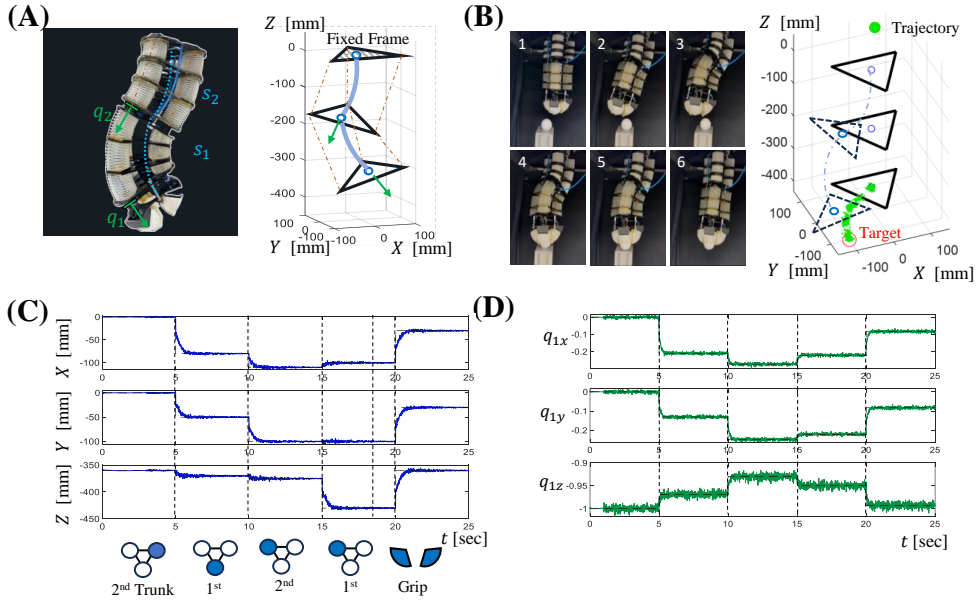 (A)
q2
s2
s1
q1
Z [mm]
Fixed Frame
0
-100
-200
-300
-400
100
0
-100
-100
0
100
Y [mm]
X [mm]
(B)
1
2
3
4
5
6
Z [mm]
Trajectory
0
-100
-200
-300
-400
Target
100
0
-100
-100
0
100
Y [mm]
X [mm]
(C)
X [mm]
0
-50
-100
0
5
10
15
20
25
Y [mm]
0
-50
-100
0
5
10
15
20
25
Z [mm]
-350
-400
-450
0
5
10
15
20
25
t [sec]
2nd Trunk
1st
2nd
1st
Grip
(D)
q1x
0
-0.1
-0.2
0
5
10
15
20
25
q1y
0
-0.1
-0.2
0
5
10
15
20
25
q1z
-0.9
-0.95
-1
0
5
10
15
20
25
t [sec]